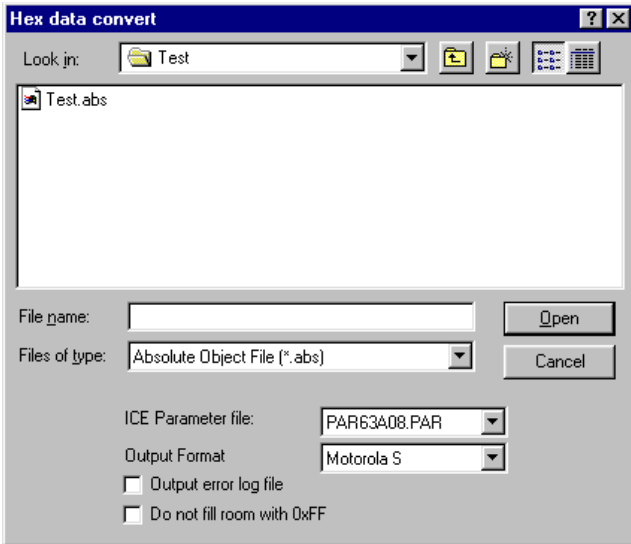 Hex data convert
Look in: Test
Test.abs
File name: Open
Files of type: Absolute Object File (*.abs) Cancel
ICE Parameter file: PAR63A08.PAR
Output Format Motorola S
Output error log file
Do not fill room with 0xFF